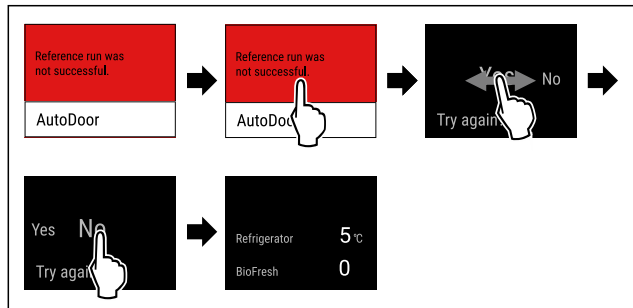 Reference run was
not successful.
AutoDoor
Reference run was
not successful.
Yes No
Try again
Yes No
Try
Refrigerator 5 °C
BioFresh 0